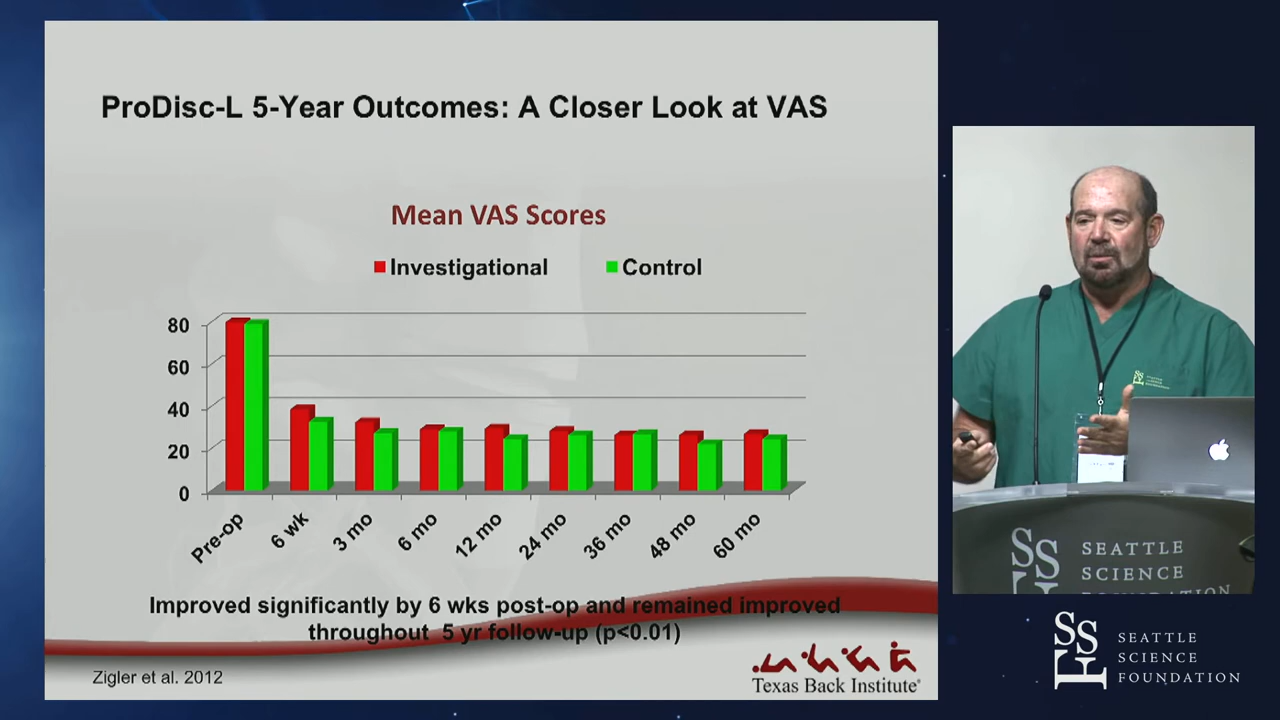 ProDisc-L 5-Year Outcomes: A Closer Look at VAS
Mean VAS Scores
Investigational
Control
80
60
40
20
0
Pre-op
6 wk
3 mo
6 mo
12 mo
24 mo
36 mo
48 mo
60 mo
Improved significantly by 6 wks post-op and remained improved
throughout 5 yr follow-up (p<0.01)
Zigler et al. 2012
Texas Back Institute
SSF
SEATTLE
SCIENCE
FOUNDATION
SSF
SEATTLE
SCIENCE
FOUNDATION